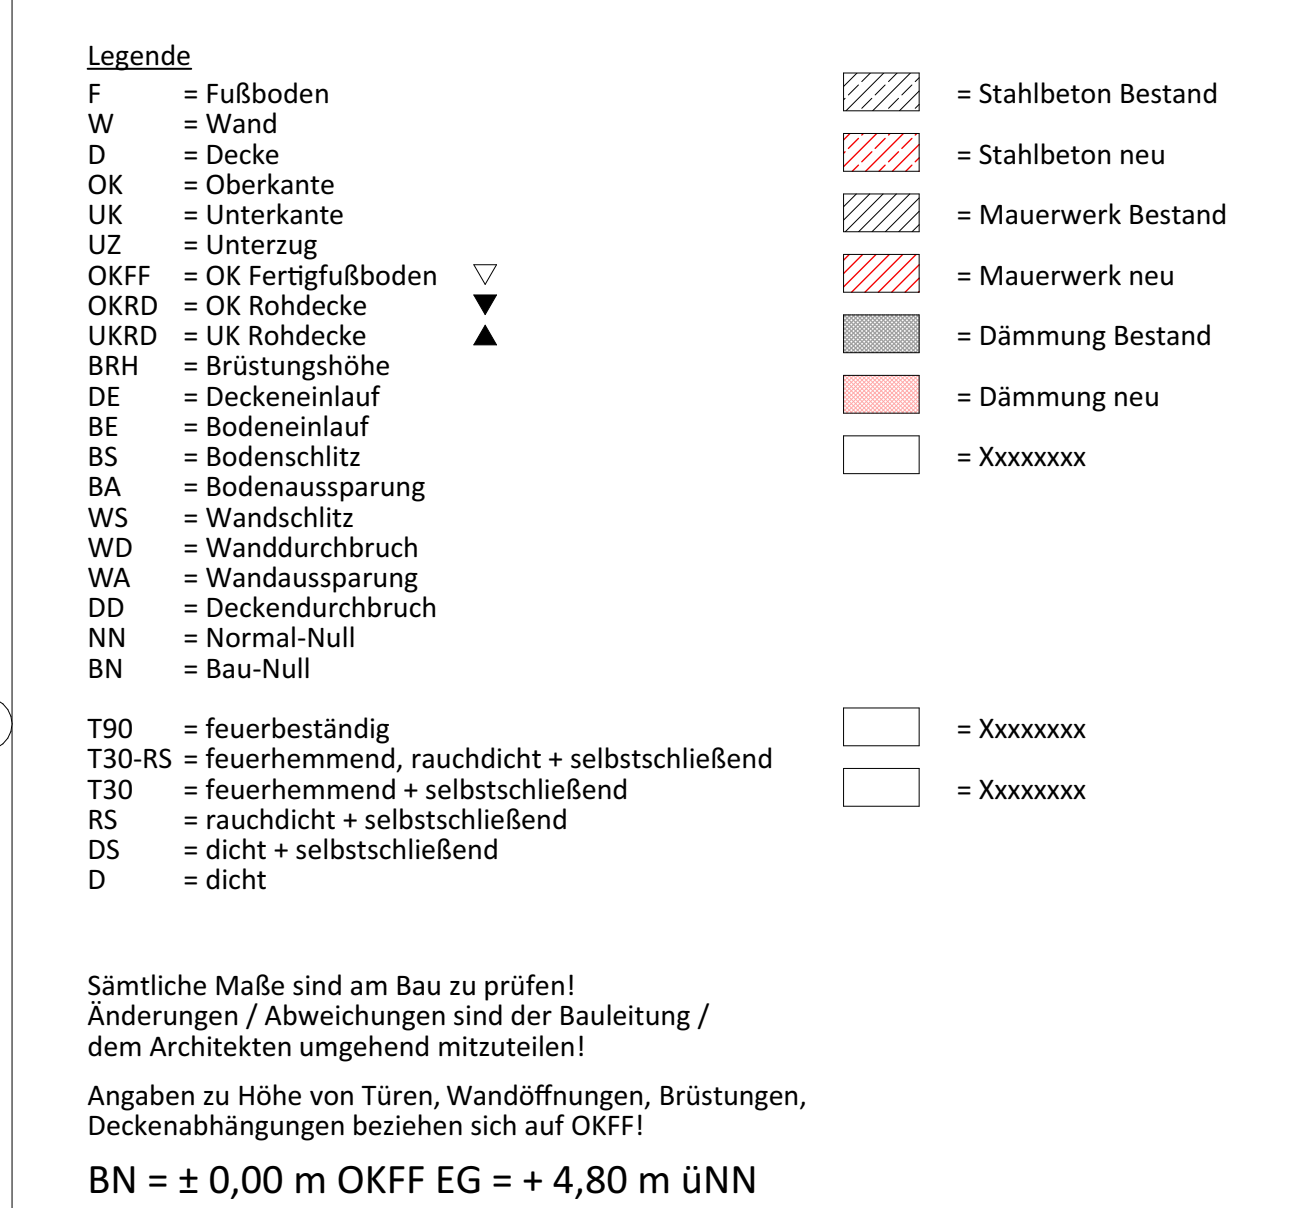 Legende
F = Fußboden
W = Wand
D = Decke
OK = Oberkante
UK = Unterkante
UZ = Unterzug
OKFF = OK Fertigfußboden
OKRD = OK Rohdecke
UKRD = UK Rohdecke
BRH = Brüstungshöhe
DE = Deckeneinlauf
BE = Bodeneinlauf
BS = Bodenschlitz
BA = Bodenaussparung
WS = Wandschlitz
WD = Wanddurchbruch
WA = Wandaussparung
DD = Deckendurchbruch
NN = Normal-Null
BN = Bau-Null
T90 = feuerbeständig
T30-RS = feuerhemmend, rauchdicht + selbstschließend
T30 = feuerhemmend + selbstschließend
RS = rauchdicht + selbstschließend
DS = dicht + selbstschließend
D = dicht
= Stahlbeton Bestand
= Stahlbeton neu
= Mauerwerk Bestand
= Mauerwerk neu
= Dämmung Bestand
= Dämmung neu
= Xxxxxxxx
= Xxxxxxxx
= Xxxxxxxx
Sämtliche Maße sind am Bau zu prüfen!
Änderungen / Abweichungen sind der Bauleitung /
dem Architekten umgehend mitzuteilen!
Angaben zu Höhe von Türen, Wandöffnungen, Brüstungen,
Deckenabhängungen beziehen sich auf OKFF!
BN = ± 0,00 m OKFF EG = + 4,80 m üNN